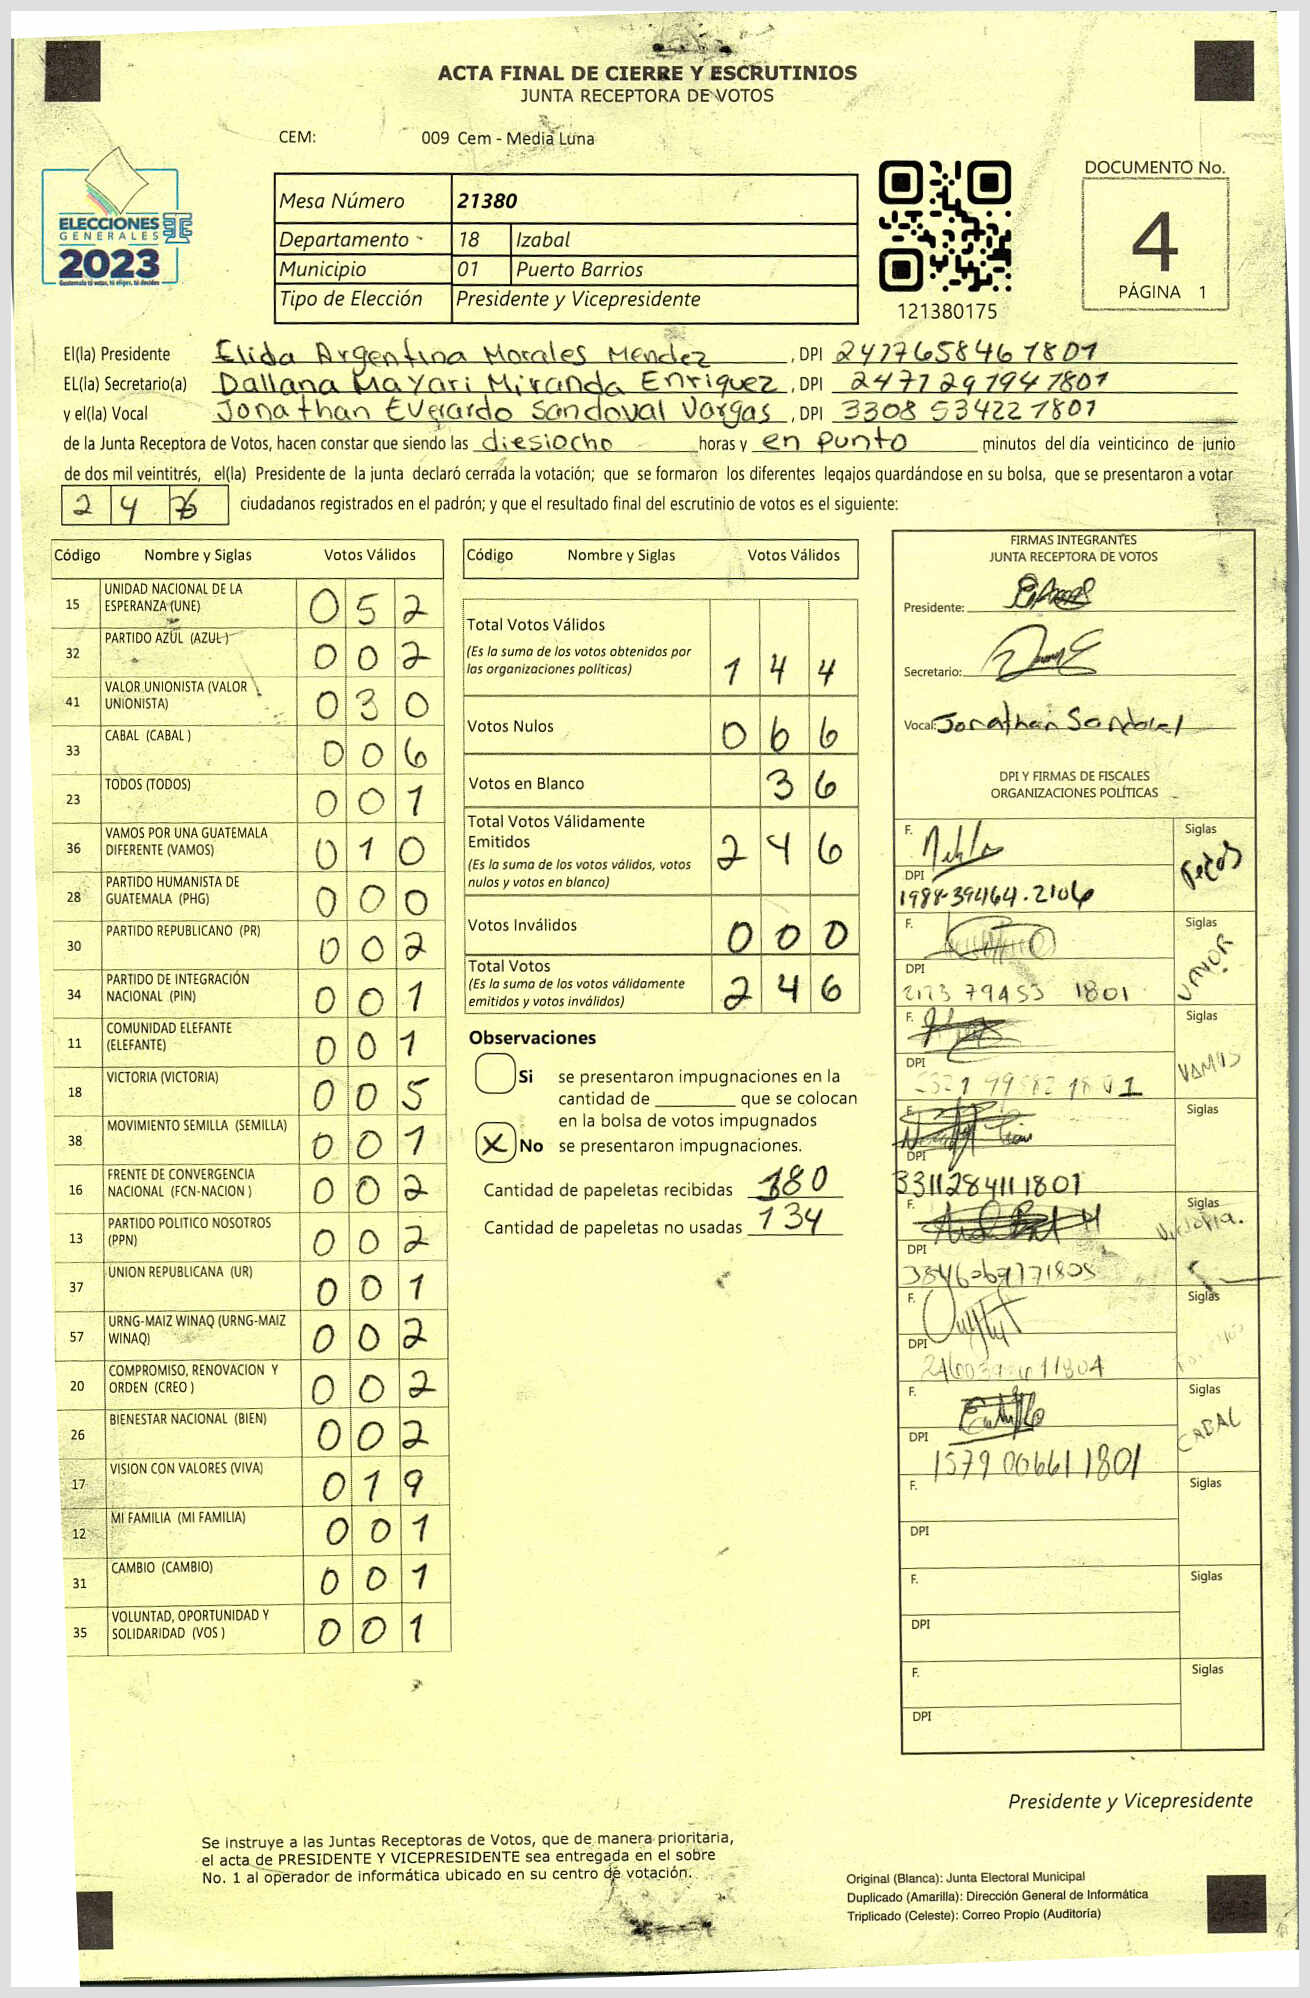 ACTA FINAL DE CIERRE Y ESCRUTINIOS
JUNTA RECEPTORA DE VOTOS
CEM: 009 Cem - Media Luna
ELECCIONES
GENERALES
2023
Guatemala tú votas, tú eliges, tú decides
Mesa Número 21380
Departamento 18 Izabal
Municipio 01 Puerto Barrios
Tipo de Elección Presidente y Vicepresidente
121380175
DOCUMENTO No.
4
PÁGINA 1
El(la) Presidente Elida Argentina Morales Méndez, DPI 2417658461801
EL(la) Secretario(a) Dallana Mayari Miranda Enriquez, DPI 2471291941801
y el(la) Vocal Jonathan Everardo Sandoval Vargas, DPI 3308 53422 1801
de la Junta Receptora de Votos, hacen constar que siendo las diesiocho horas y en punto minutos del día veinticinco de junio
de dos mil veintitrés, el(la) Presidente de la junta declaró cerrada la votación; que se formaron los diferentes legajos guardándose en su bolsa, que se presentaron a votar
2 4 ciudadanos registrados en el padrón; y que el resultado final del escrutinio de votos es el siguiente:
Código Nombre y Siglas Votos Válidos
15 UNIDAD NACIONAL DE LA ESPERANZA (UNE) 0 5 2
32 PARTIDO AZUL (AZUL) 0 0 2
41 VALOR UNIONISTA (VALOR UNIONISTA) 0 3 0
33 CABAL (CABAL) 0 0 6
23 TODOS (TODOS) 0 0 1
36 VAMOS POR UNA GUATEMALA DIFERENTE (VAMOS) 0 1 0
28 PARTIDO HUMANISTA DE GUATEMALA (PHG) 0 0 0
30 PARTIDO REPUBLICANO (PR) 0 0 2
34 PARTIDO DE INTEGRACIÓN NACIONAL (PIN) 0 0 1
11 COMUNIDAD ELEFANTE (ELEFANTE) 0 0 1
18 VICTORIA (VICTORIA) 0 0 5
38 MOVIMIENTO SEMILLA (SEMILLA) 0 0 1
16 FRENTE DE CONVERGENCIA NACIONAL (FCN-NACION) 0 0 2
13 PARTIDO POLITICO NOSOTROS (PPN) 0 0 2
37 UNION REPUBLICANA (UR) 0 0 1
57 URNG-MAIZ WINAQ (URNG-MAIZ WINAQ) 0 0 2
20 COMPROMISO, RENOVACION Y ORDEN (CREO) 0 0 2
26 BIENESTAR NACIONAL (BIEN) 0 0 2
17 VISION CON VALORES (VIVA) 0 1 9
12 MI FAMILIA (MI FAMILIA) 0 0 1
31 CAMBIO (CAMBIO) 0 0 1
35 VOLUNTAD, OPORTUNIDAD Y SOLIDARIDAD (VOS) 0 0 1
Código Nombre y Siglas Votos Válidos
Total Votos Válidos
(Es la suma de los votos obtenidos por
las organizaciones políticas) 1 4 4
Votos Nulos 0 6 6
Votos en Blanco 3 6
Total Votos Válidamente
Emitidos 2 4 6
(Es la suma de los votos válidos, votos
nulos y votos en blanco)
Votos Inválidos 0 0 0
Total Votos
(Es la suma de los votos válidamente
emitidos y votos inválidos) 2 4 6
Observaciones
Si se presentaron impugnaciones en la
cantidad de ________ que se colocan
en la bolsa de votos impugnados
X No se presentaron impugnaciones.
Cantidad de papeletas recibidas 380
Cantidad de papeletas no usadas 134
FIRMAS INTEGRANTES
JUNTA RECEPTORA DE VOTOS
Presidente:
Secretario:
Vocal: Jonathan Sandoval
DPI Y FIRMAS DE FISCALES
ORGANIZACIONES POLÍTICAS
F. Siglas
DPI
1988-39464.2106
F. Siglas
VALOR
DPI
2123 79453 1801
F. Siglas
VAMOS
DPI
F. Siglas
DPI
3311284111801
F. Siglas
Victoria.
DPI
F. Siglas
DPI
F. Siglas
CABAL
DPI
1579 00661 1801
F. Siglas
DPI
F. Siglas
DPI
F. Siglas
DPI
Presidente y Vicepresidente
Se instruye a las Juntas Receptoras de Votos, que de manera prioritaria,
el acta de PRESIDENTE Y VICEPRESIDENTE sea entregada en el sobre
No. 1 al operador de informática ubicado en su centro de votación.
Original (Blanca): Junta Electoral Municipal
Duplicado (Amarilla): Dirección General de Informática
Triplicado (Celeste): Correo Propio (Auditoría)